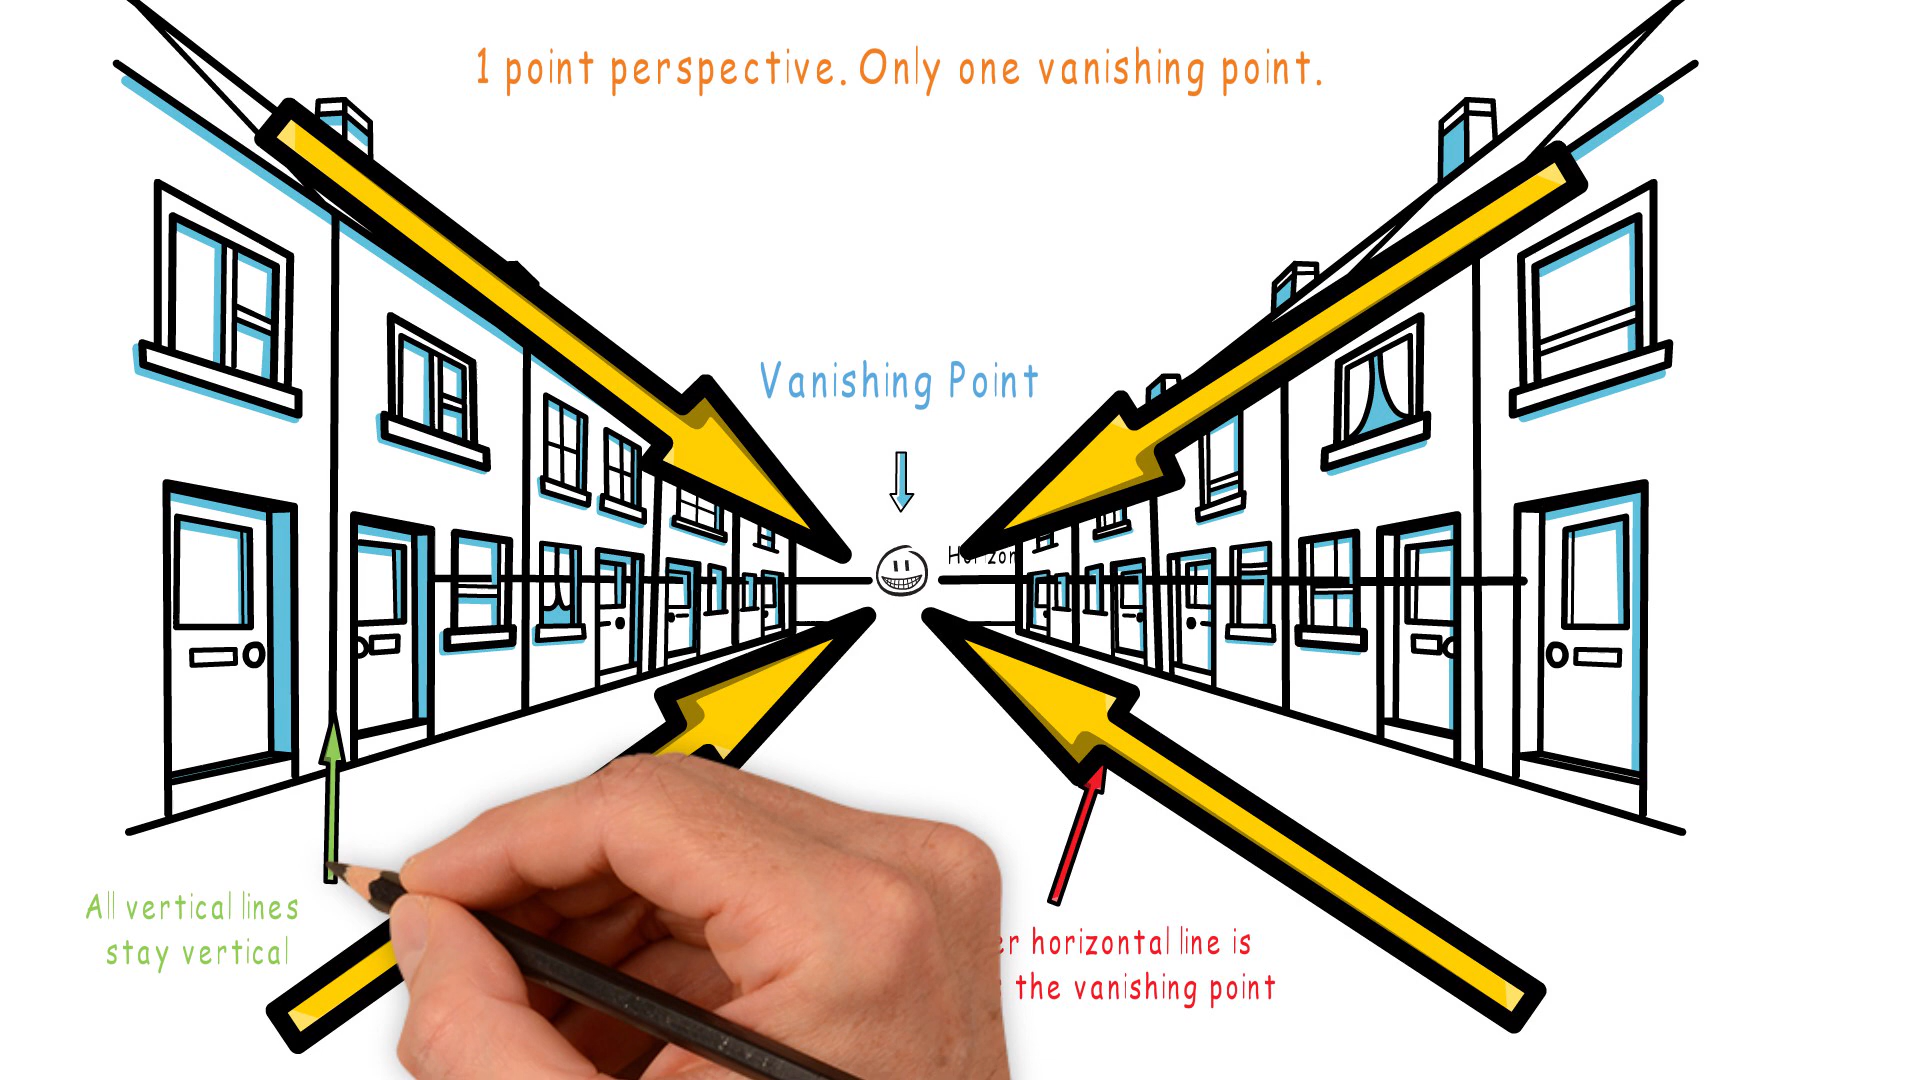 1 point perspective. Only one vanishing point.
Vanishing Point
All vertical lines
stay vertical
horizontal line is
the vanishing point